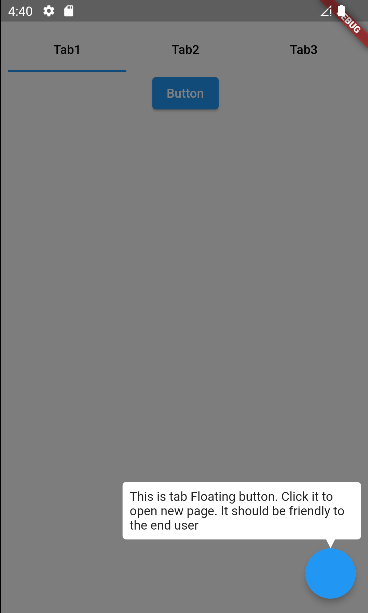 4:40
DEBUG
Tab1 Tab2 Tab3
Button
This is tab Floating button. Click it to
open new page. It should be friendly to
the end user